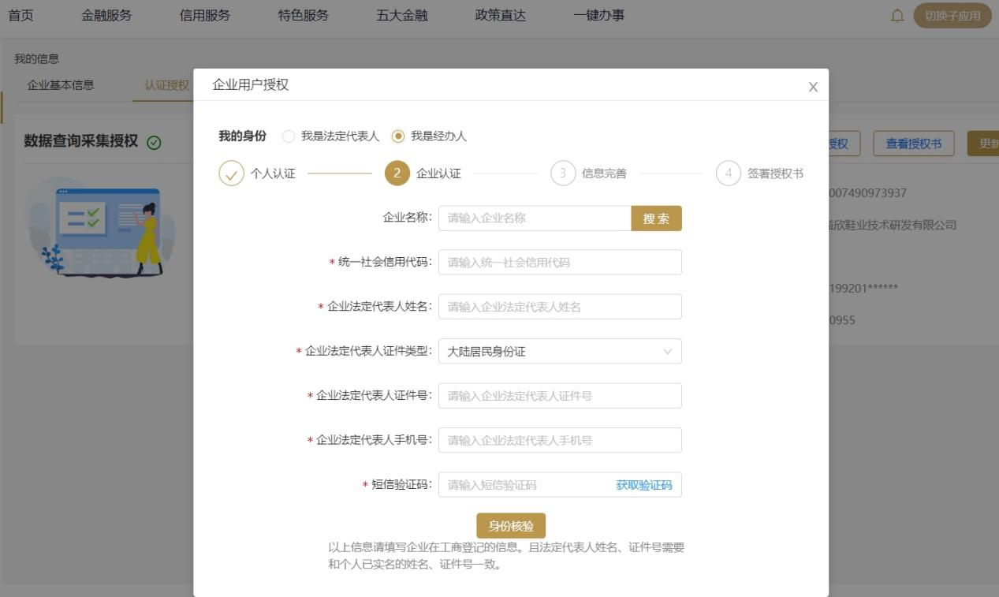 首页 金融服务 信用服务 特色服务 五大金融 政策直达 一键办事 切换子应用
我的信息
企业基本信息 认证授权
企业用户授权 X
数据查询采集授权
我的身份 我是法定代表人 我是经办人
授权 查看授权书 更新
个人认证 2 企业认证 3 信息完善 4 签署授权书
007490973937
企业名称: 请输入企业名称 搜 索
欣鞋业技术研发有限公司
* 统一社会信用代码: 请输入统一社会信用代码
199201******
* 企业法定代表人姓名: 请输入企业法定代表人姓名
0955
* 企业法定代表人证件类型: 大陆居民身份证
* 企业法定代表人证件号: 请输入企业法定代表人证件号
* 企业法定代表人手机号: 请输入企业法定代表人手机号
* 短信验证码: 请输入短信验证码 获取验证码
身份核验
以上信息请填写企业在工商登记的信息。且法定代表人姓名、证件号需要
和个人已实名的姓名、证件号一致。